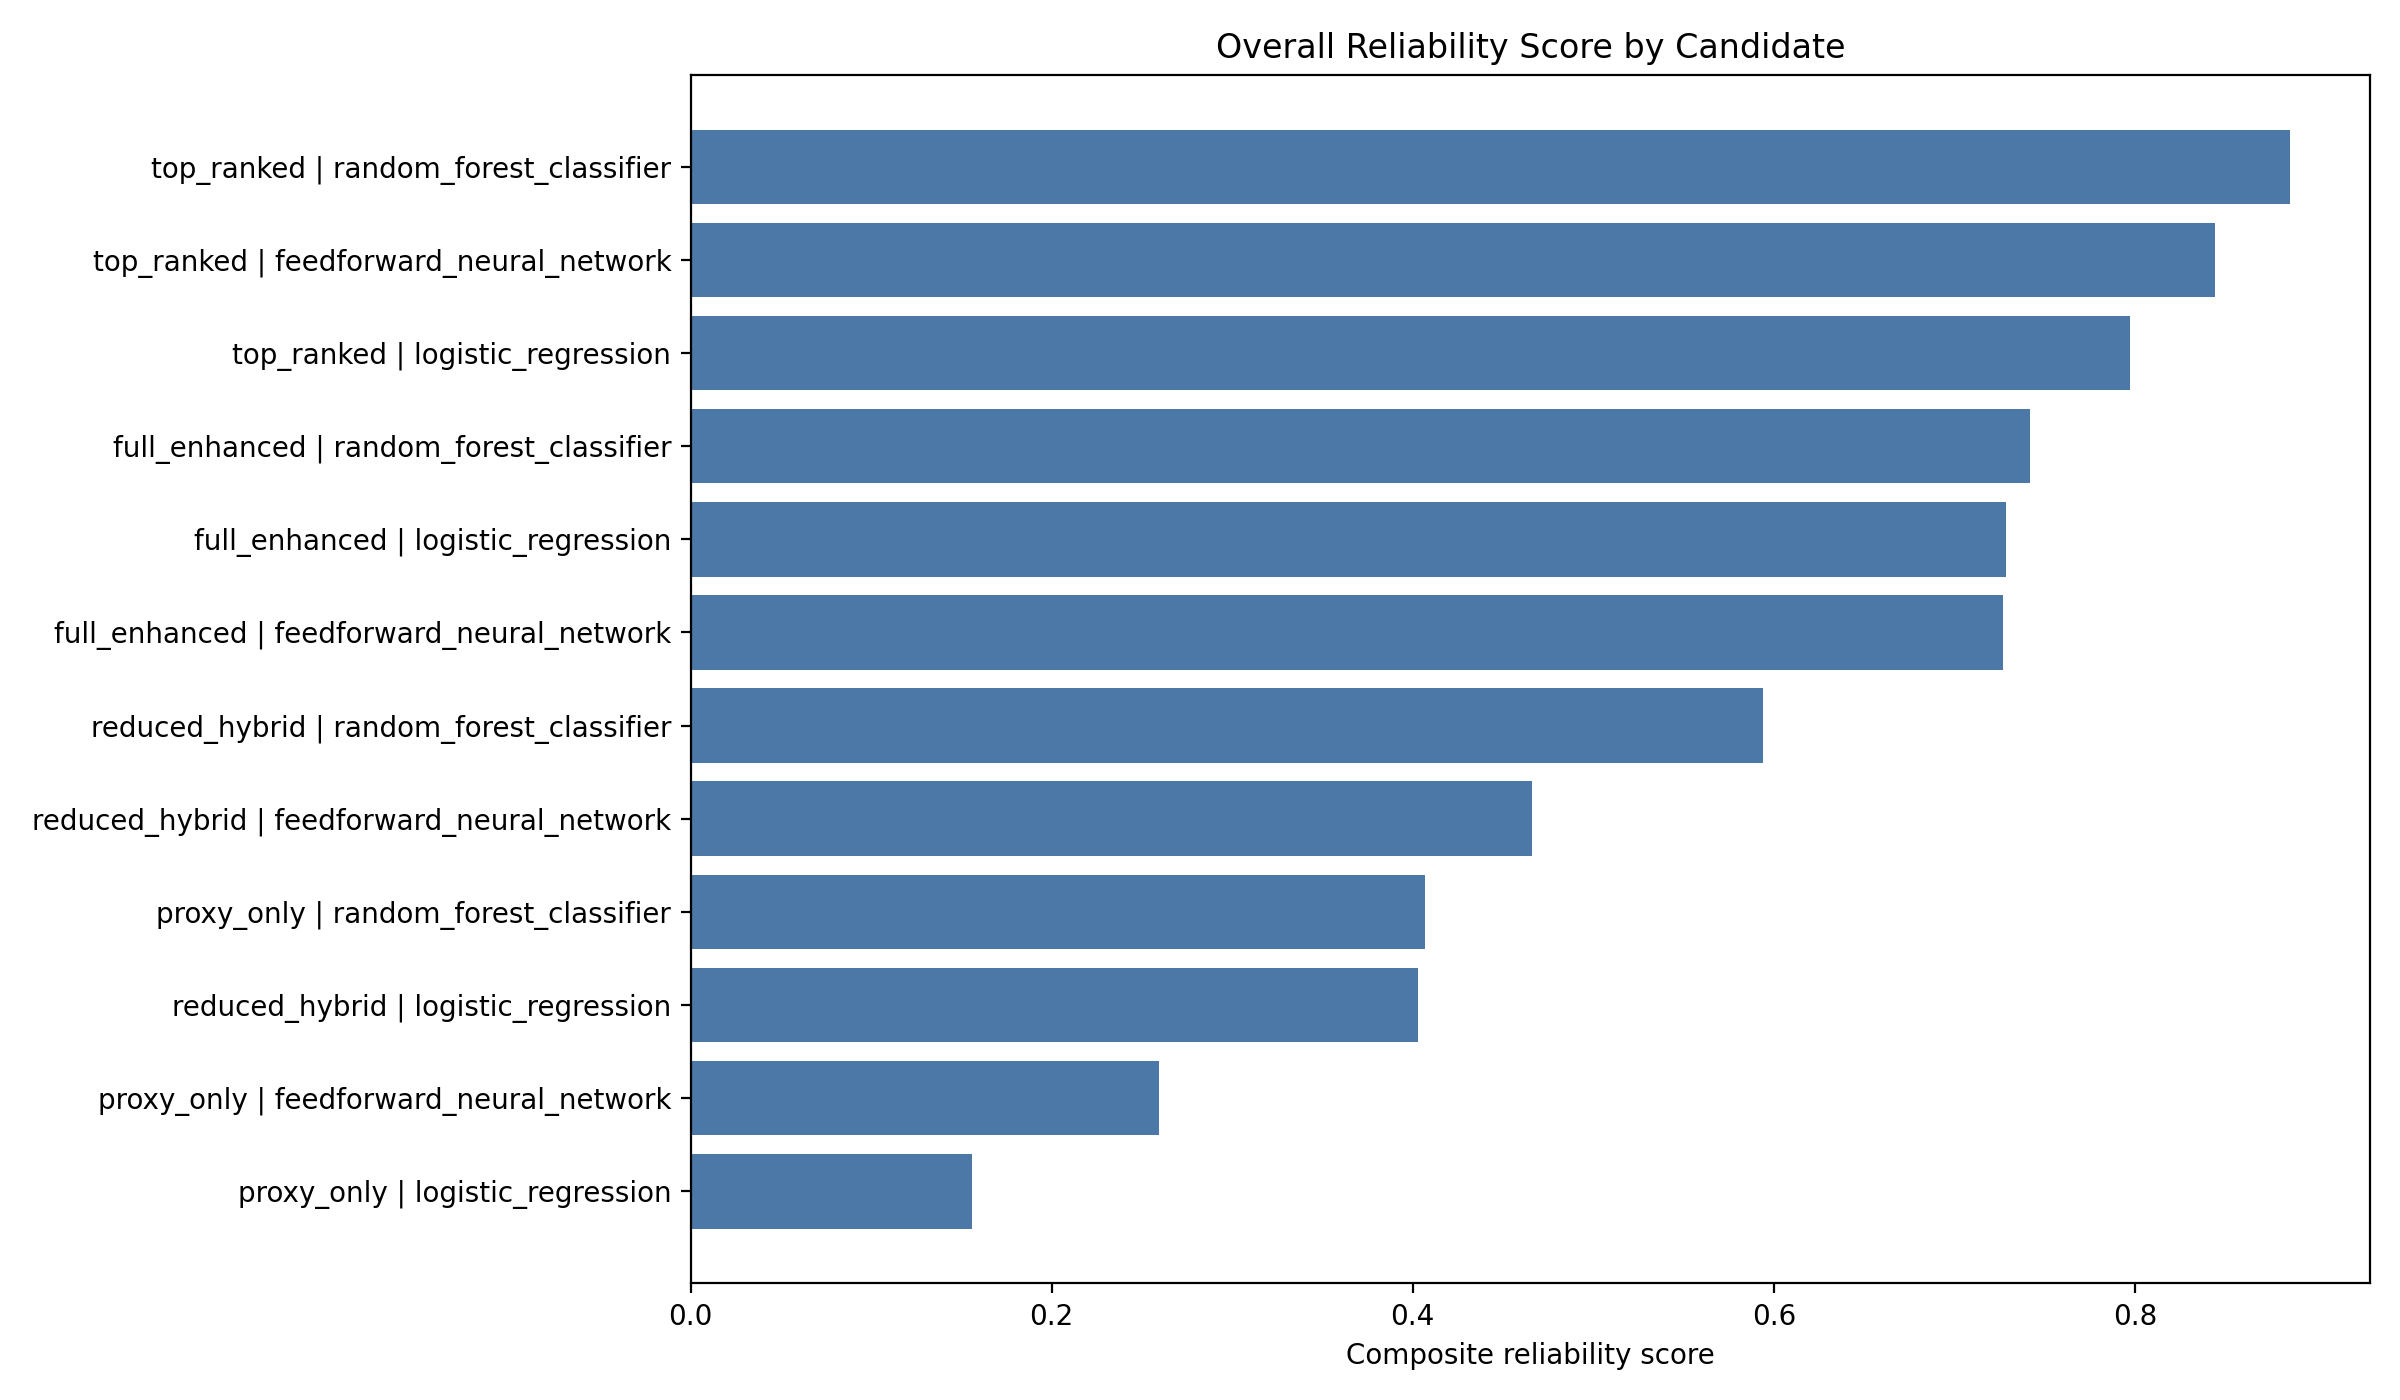 Overall Reliability Score by Candidate
top_ranked | random_forest_classifier
top_ranked | feedforward_neural_network
top_ranked | logistic_regression
full_enhanced | random_forest_classifier
full_enhanced | logistic_regression
full_enhanced | feedforward_neural_network
reduced_hybrid | random_forest_classifier
reduced_hybrid | feedforward_neural_network
proxy_only | random_forest_classifier
reduced_hybrid | logistic_regression
proxy_only | feedforward_neural_network
proxy_only | logistic_regression
0.0 0.2 0.4 0.6 0.8
Composite reliability score